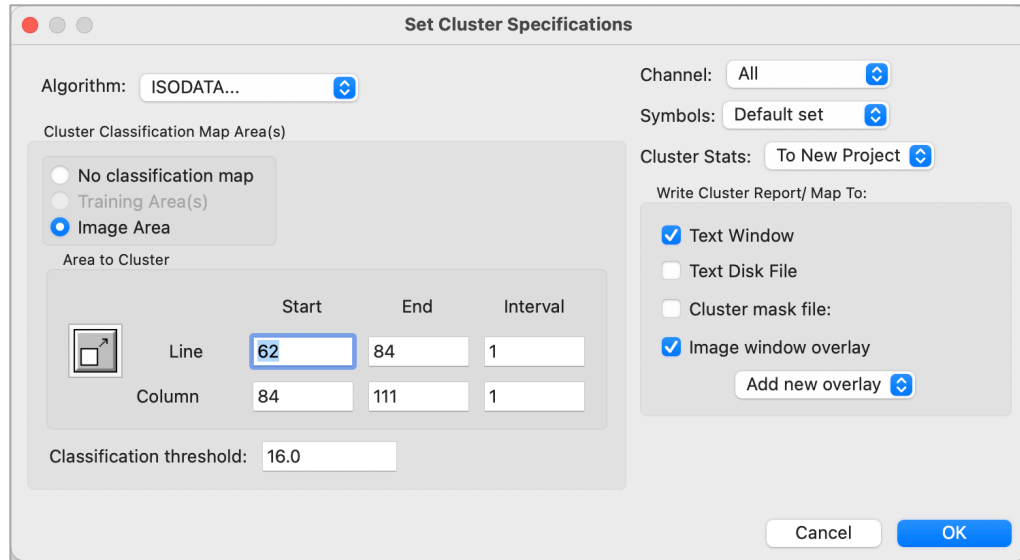 Set Cluster Specifications
Algorithm: ISODATA...
Cluster Classification Map Area(s)
No classification map
Training Area(s)
Image Area
Area to Cluster
Start End Interval
Line 62 84 1
Column 84 111 1
Classification threshold: 16.0
Channel: All
Symbols: Default set
Cluster Stats: To New Project
Write Cluster Report/ Map To:
Text Window
Text Disk File
Cluster mask file:
Image window overlay
Add new overlay
Cancel OK